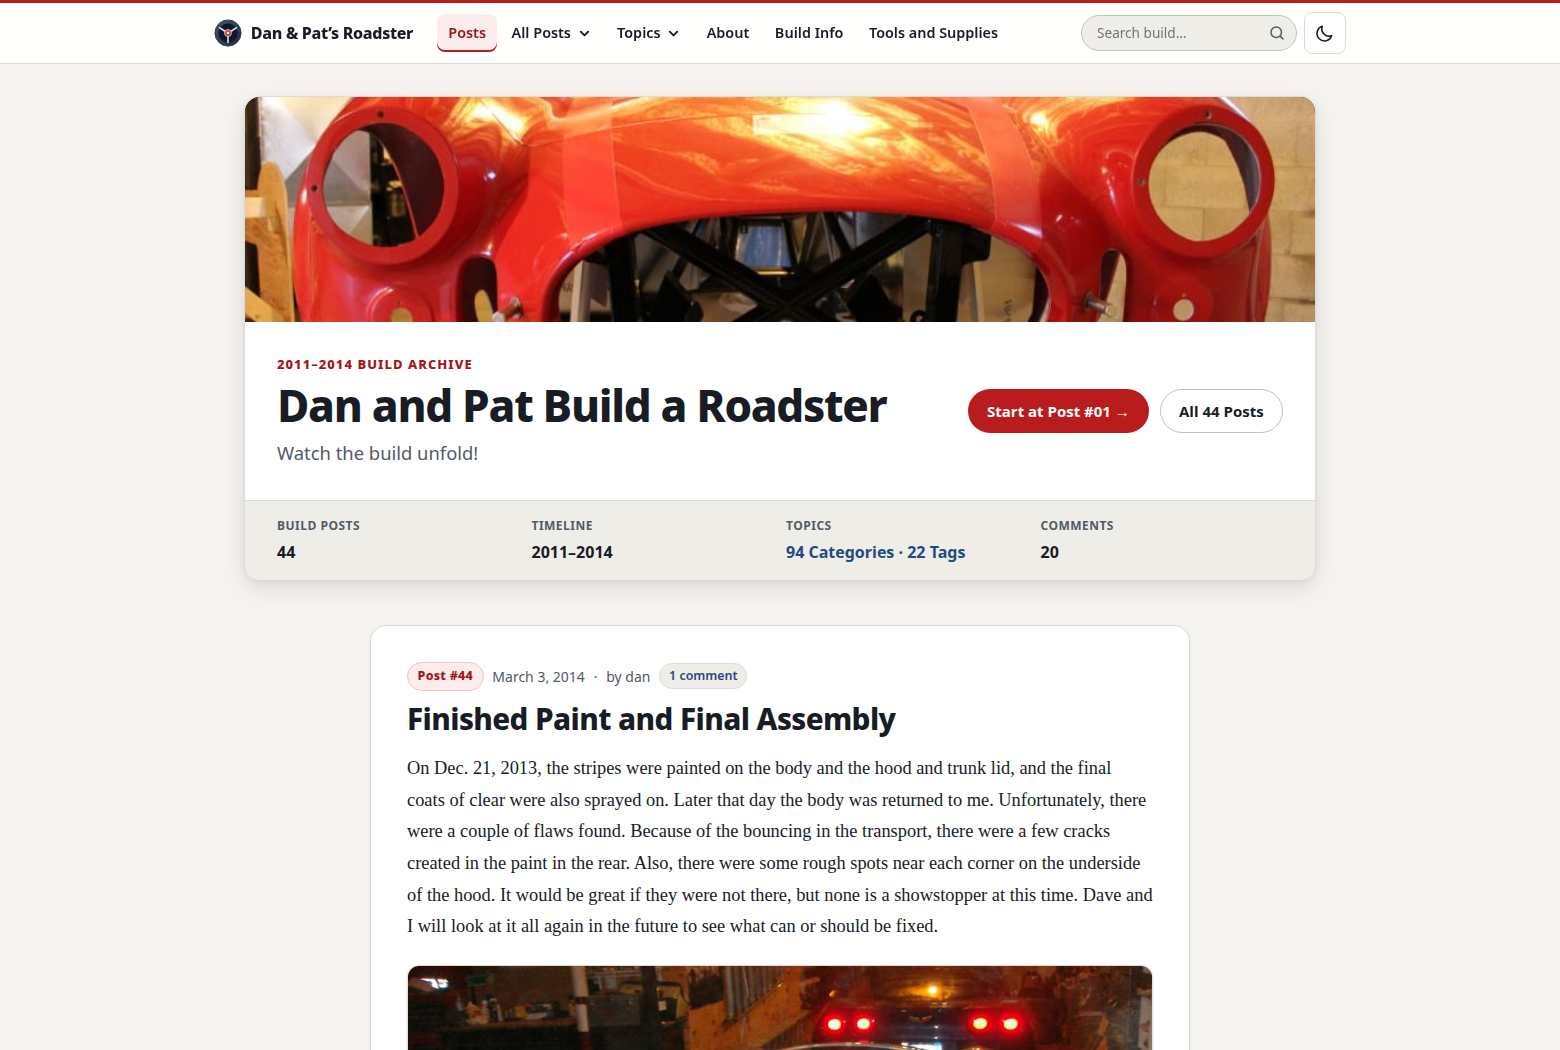 Dan & Pat’s Roadster
Posts
All Posts
Topics
About
Build Info
Tools and Supplies
Search build...
2011–2014 BUILD ARCHIVE
Dan and Pat Build a Roadster
Watch the build unfold!
Start at Post #01 →
All 44 Posts
BUILD POSTS
44
TIMELINE
2011–2014
TOPICS
94 Categories · 22 Tags
COMMENTS
20
Post #44 March 3, 2014 · by dan 1 comment
Finished Paint and Final Assembly
On Dec. 21, 2013, the stripes were painted on the body and the hood and trunk lid, and the final
coats of clear were also sprayed on. Later that day the body was returned to me. Unfortunately, there
were a couple of flaws found. Because of the bouncing in the transport, there were a few cracks
created in the paint in the rear. Also, there were some rough spots near each corner on the underside
of the hood. It would be great if they were not there, but none is a showstopper at this time. Dave and
I will look at it all again in the future to see what can or should be fixed.